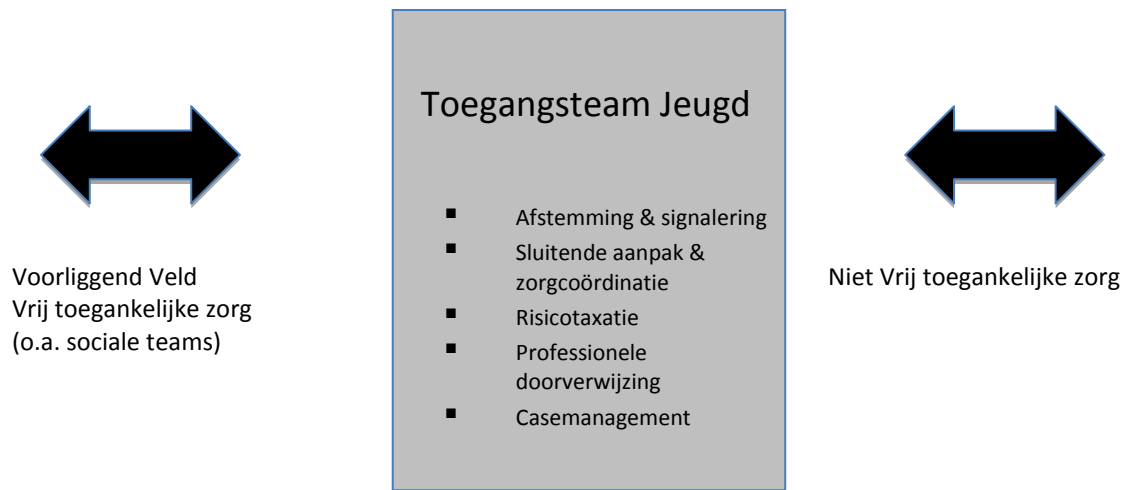 Toegangsteam Jeugd
▪ Afstemming & signalering
▪ Sluitende aanpak &
zorgcoördinatie
▪ Risicotaxatie
▪ Professionele
doorverwijzing
▪ Casemanagement
Voorliggend Veld
Vrij toegankelijke zorg
(o.a. sociale teams)
Niet Vrij toegankelijke zorg